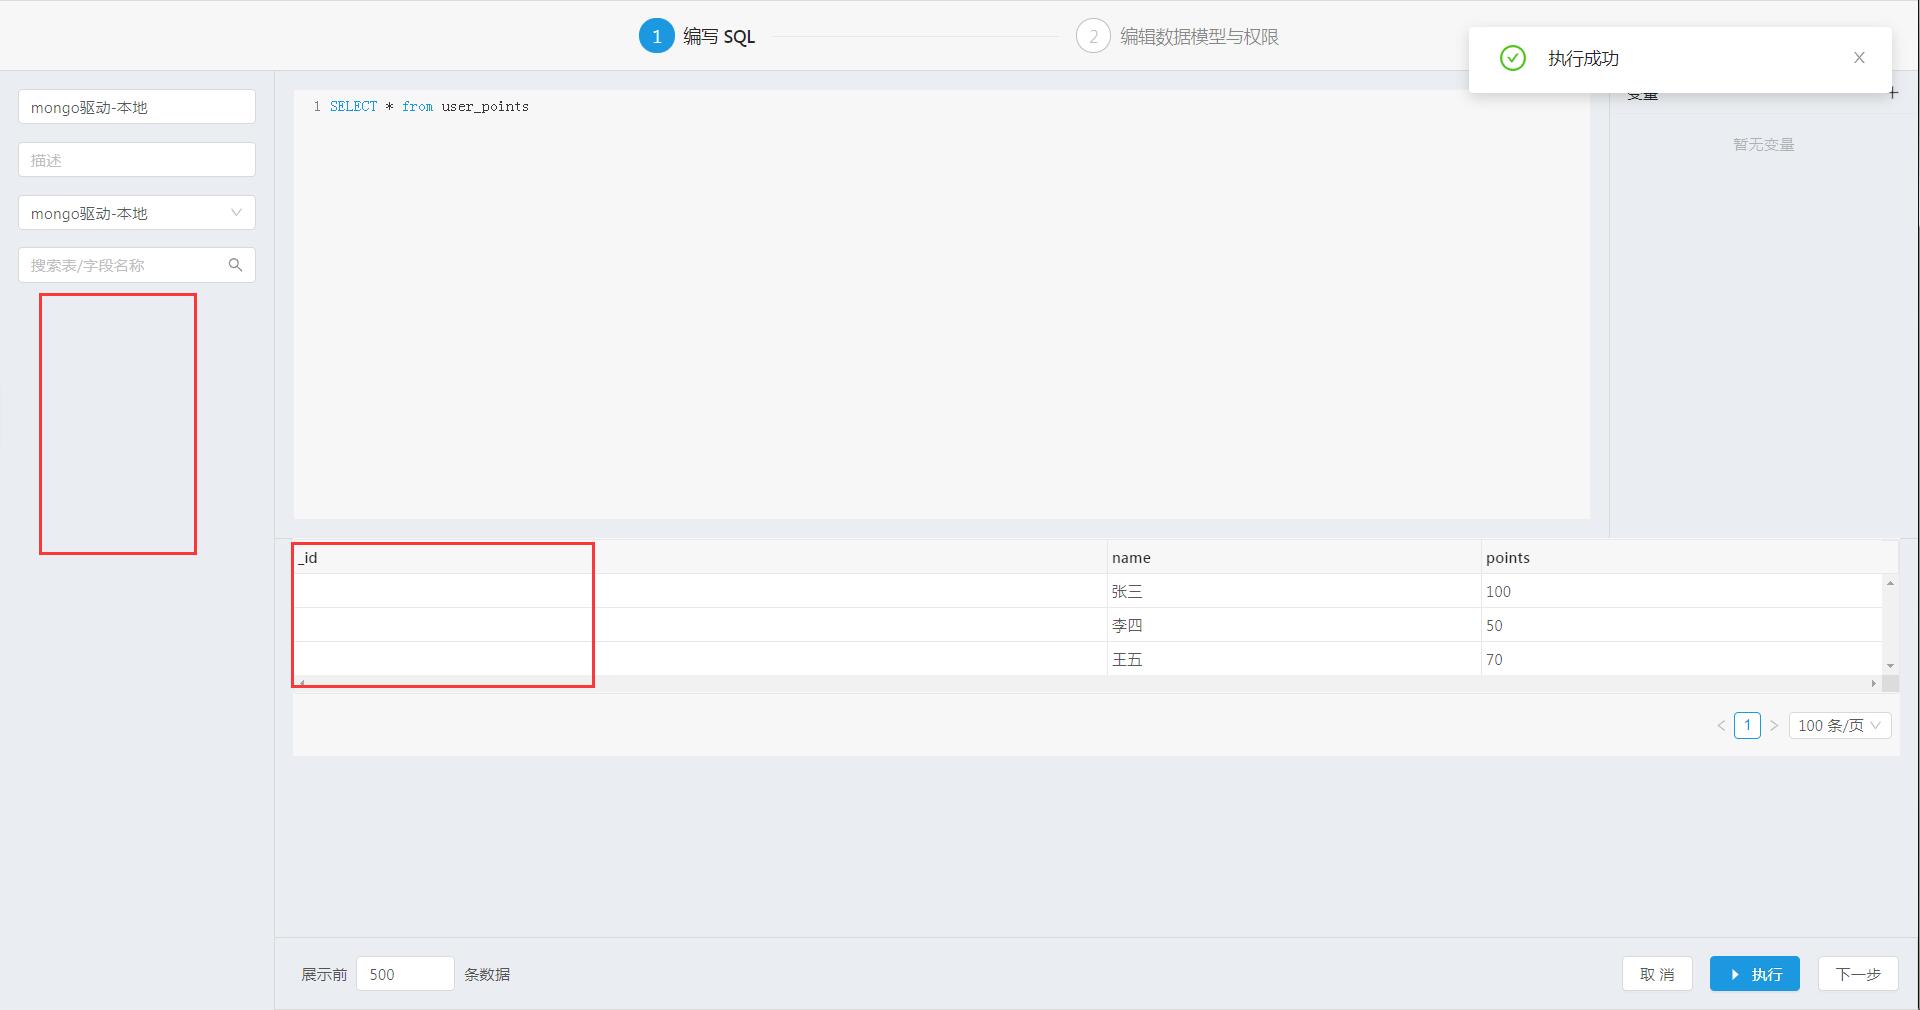 1 编写 SQL
2 编辑数据模型与权限
执行成功
mongo驱动-本地
描述
mongo驱动-本地
搜索表/字段名称
1 SELECT * from user_points
变量
暂无变量
_id name points
张三 100
李四 50
王五 70
1 100 条/页
展示前 500 条数据
取 消 执行 下一步